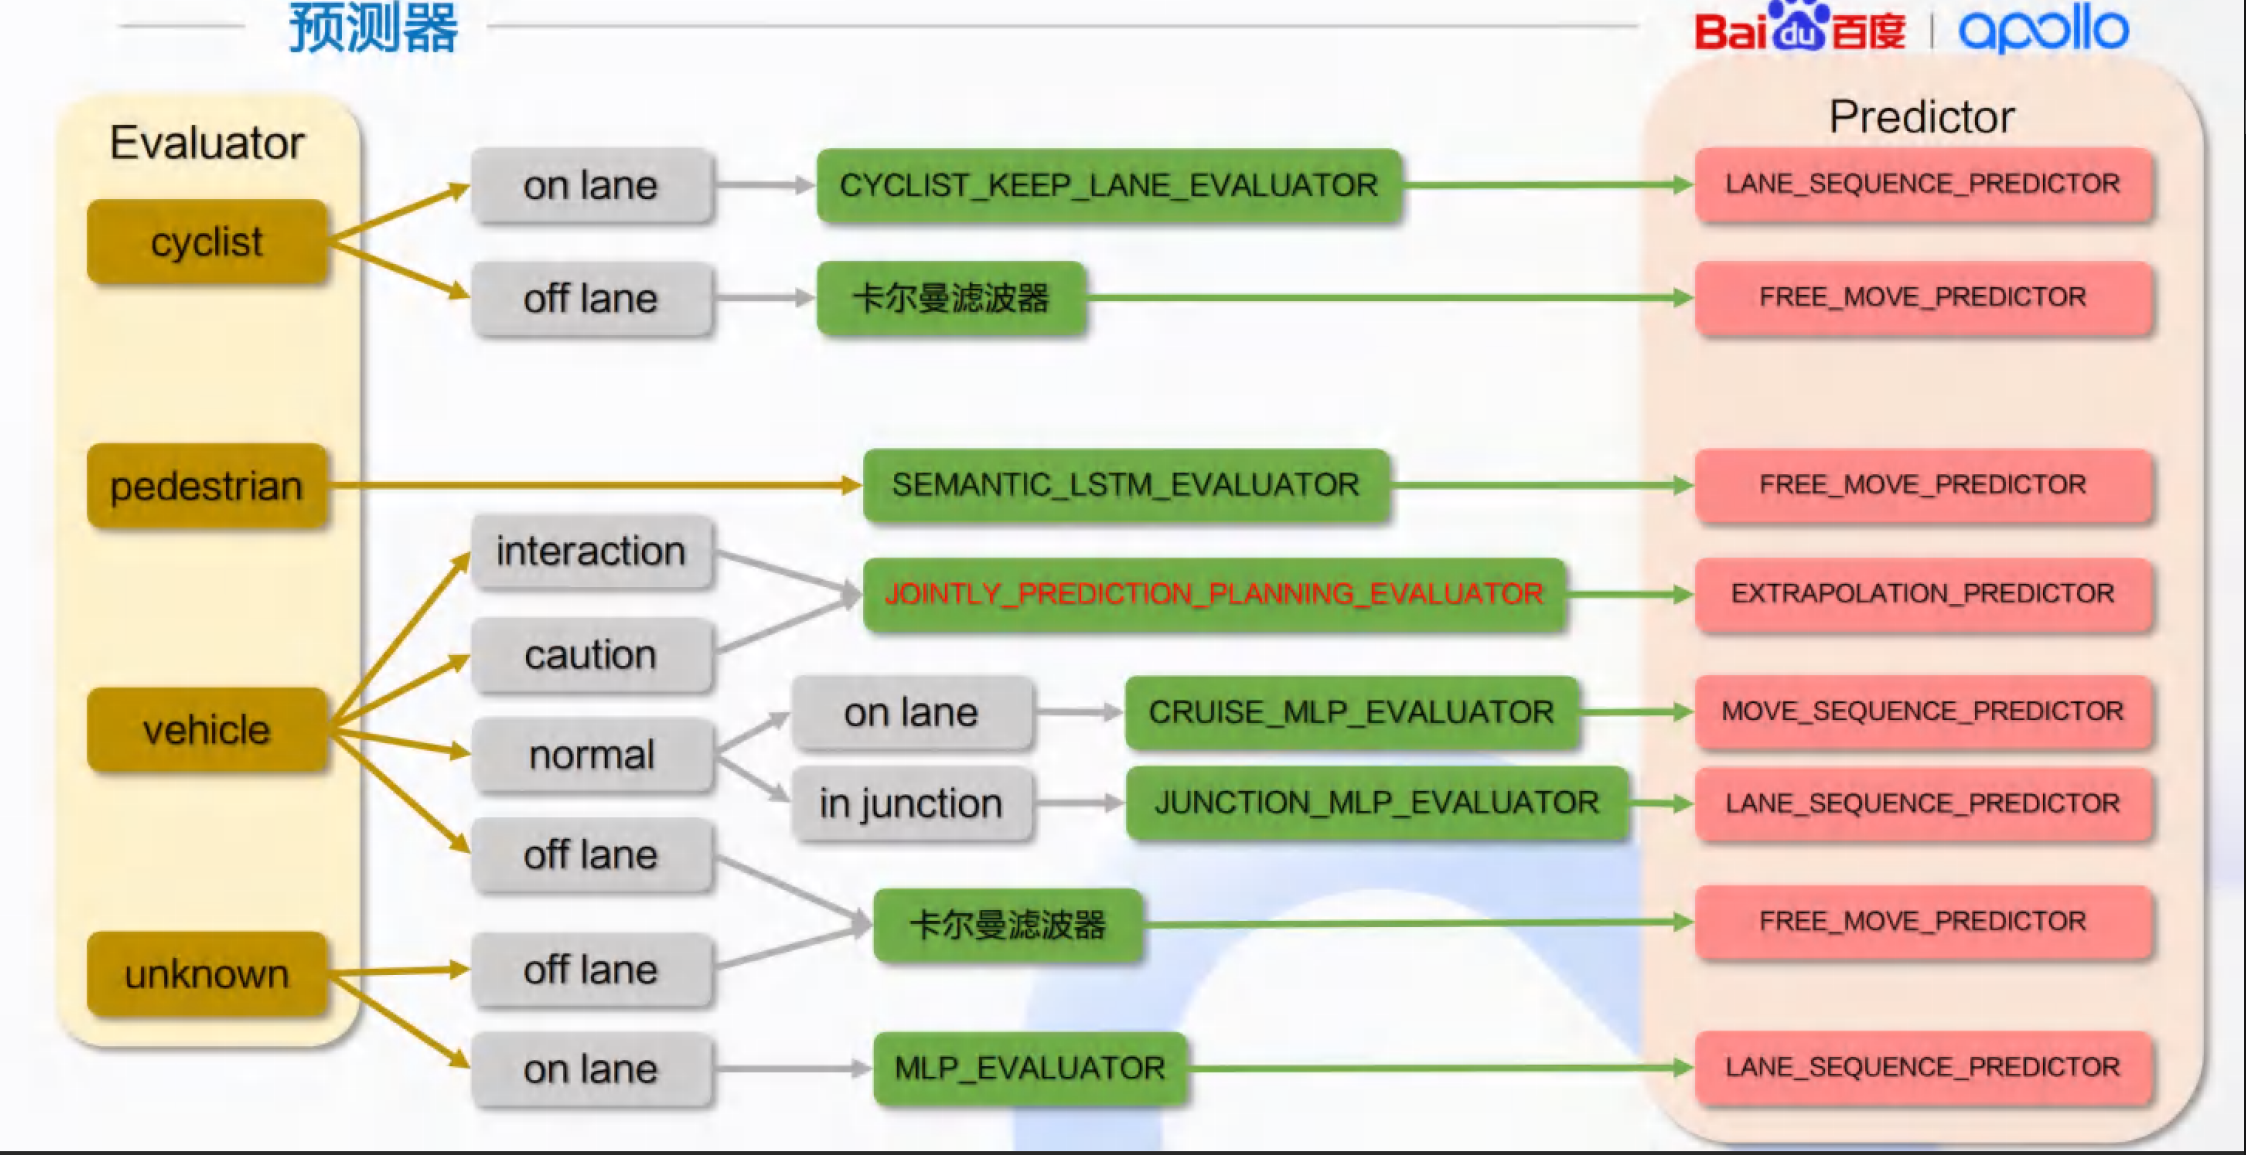 预测器
Bai du 百度 | apollo
Evaluator
Predictor
cyclist
on lane
CYCLIST_KEEP_LANE_EVALUATOR
LANE_SEQUENCE_PREDICTOR
off lane
卡尔曼滤波器
FREE_MOVE_PREDICTOR
pedestrian
SEMANTIC_LSTM_EVALUATOR
FREE_MOVE_PREDICTOR
vehicle
interaction
caution
JOINTLY_PREDICTION_PLANNING_EVALUATOR
EXTRAPOLATION_PREDICTOR
normal
on lane
CRUISE_MLP_EVALUATOR
MOVE_SEQUENCE_PREDICTOR
in junction
JUNCTION_MLP_EVALUATOR
LANE_SEQUENCE_PREDICTOR
off lane
unknown
off lane
卡尔曼滤波器
FREE_MOVE_PREDICTOR
on lane
MLP_EVALUATOR
LANE_SEQUENCE_PREDICTOR